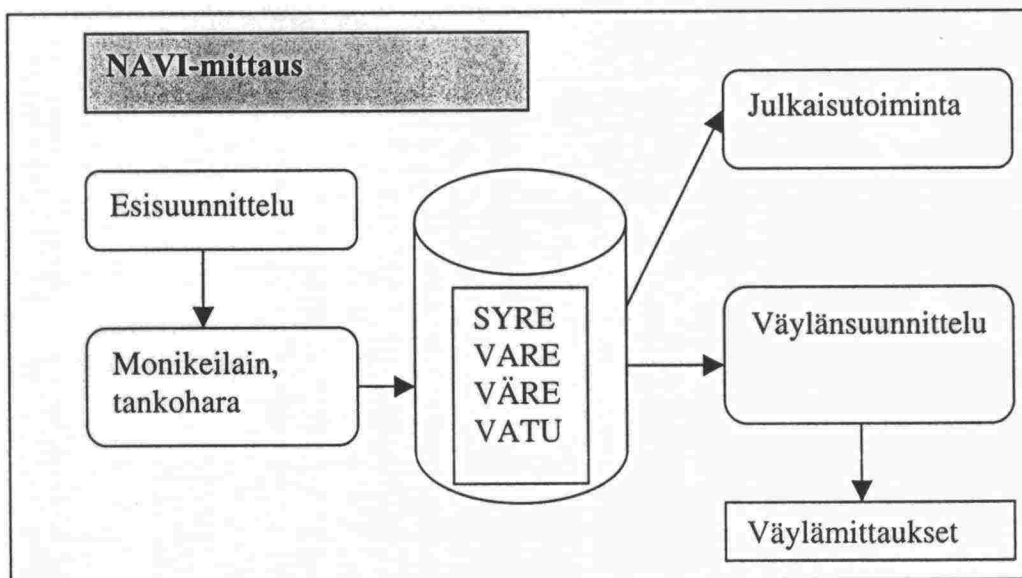 NAVI-mittaus
Esisuunnittelu
Monikeilain,
tankohara
SYRE
VARE
VÄRE
VATU
Julkaisutoiminta
Väylänsuunnittelu
Väylämittaukset